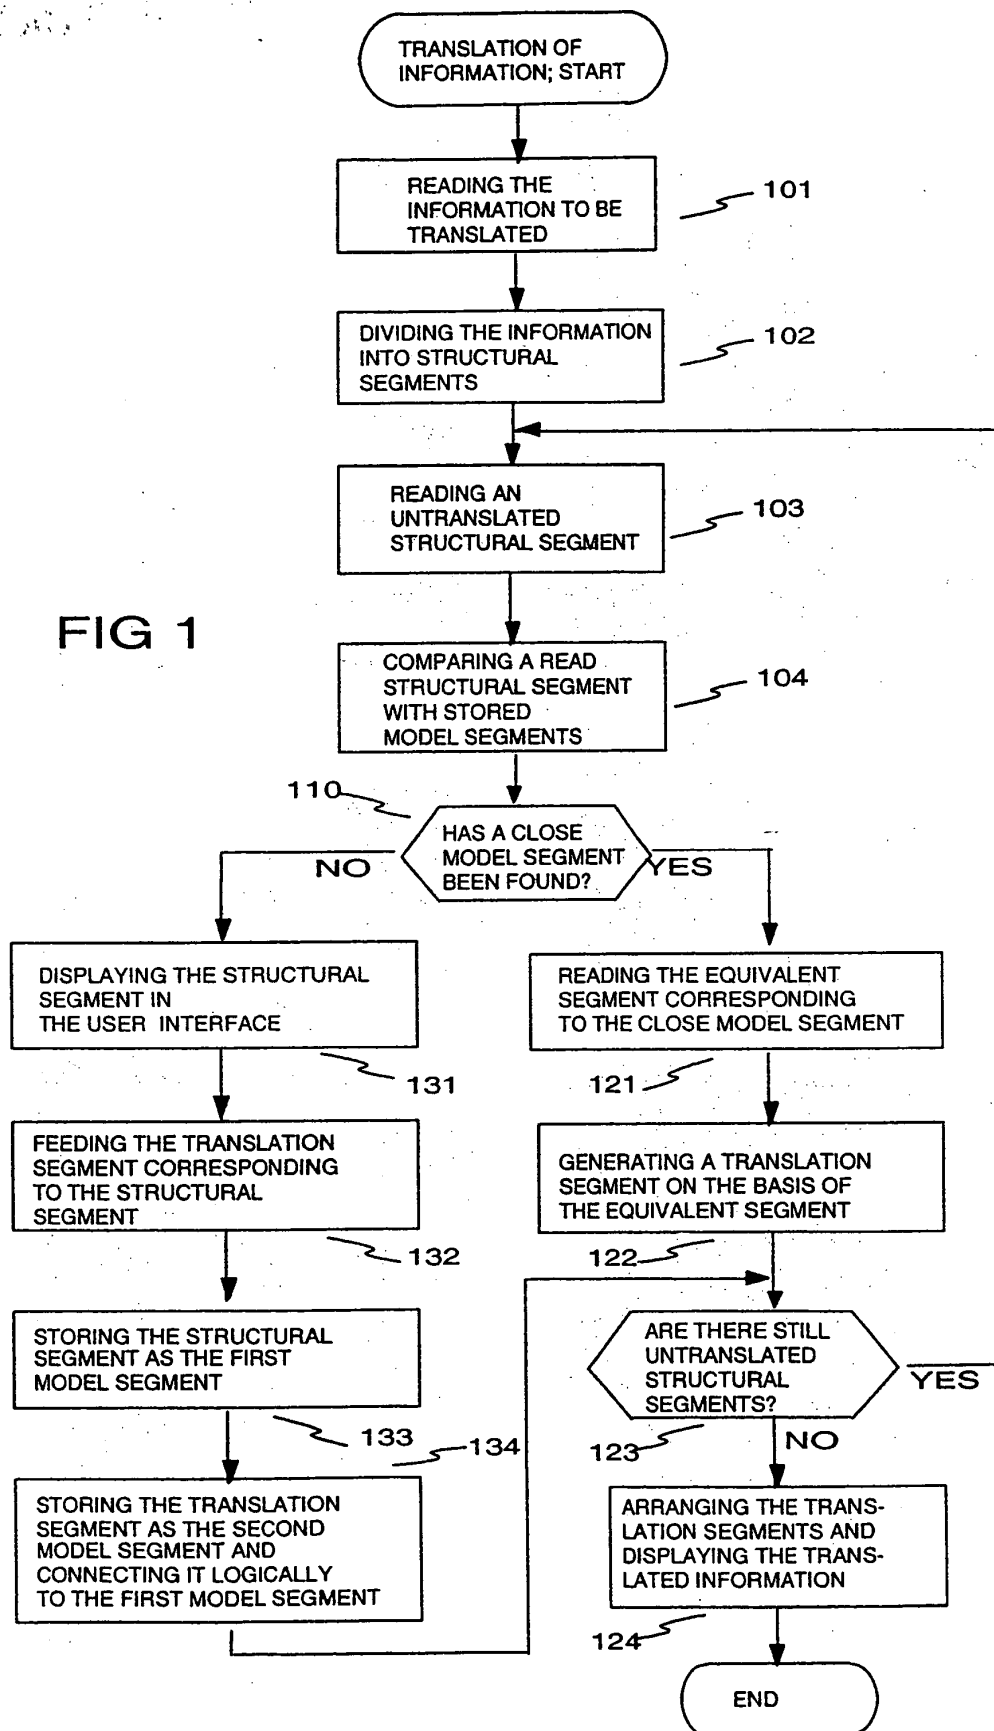 TRANSLATION OF
INFORMATION; START
READING THE
INFORMATION TO BE
TRANSLATED
101
DIVIDING THE INFORMATION
INTO STRUCTURAL
SEGMENTS
102
READING AN
UNTRANSLATED
STRUCTURAL SEGMENT
103
FIG 1
COMPARING A READ
STRUCTURAL SEGMENT
WITH STORED
MODEL SEGMENTS
104
110
HAS A CLOSE
MODEL SEGMENT
BEEN FOUND?
NO
YES
DISPLAYING THE STRUCTURAL
SEGMENT IN
THE USER INTERFACE
131
READING THE EQUIVALENT
SEGMENT CORRESPONDING
TO THE CLOSE MODEL SEGMENT
121
FEEDING THE TRANSLATION
SEGMENT CORRESPONDING
TO THE STRUCTURAL
SEGMENT
132
GENERATING A TRANSLATION
SEGMENT ON THE BASIS OF
THE EQUIVALENT SEGMENT
122
STORING THE STRUCTURAL
SEGMENT AS THE FIRST
MODEL SEGMENT
133
ARE THERE STILL
UNTRANSLATED
STRUCTURAL
SEGMENTS?
YES
123
NO
134
STORING THE TRANSLATION
SEGMENT AS THE SECOND
MODEL SEGMENT AND
CONNECTING IT LOGICALLY
TO THE FIRST MODEL SEGMENT
ARRANGING THE TRANS-
LATION SEGMENTS AND
DISPLAYING THE TRANS-
LATED INFORMATION
124
END